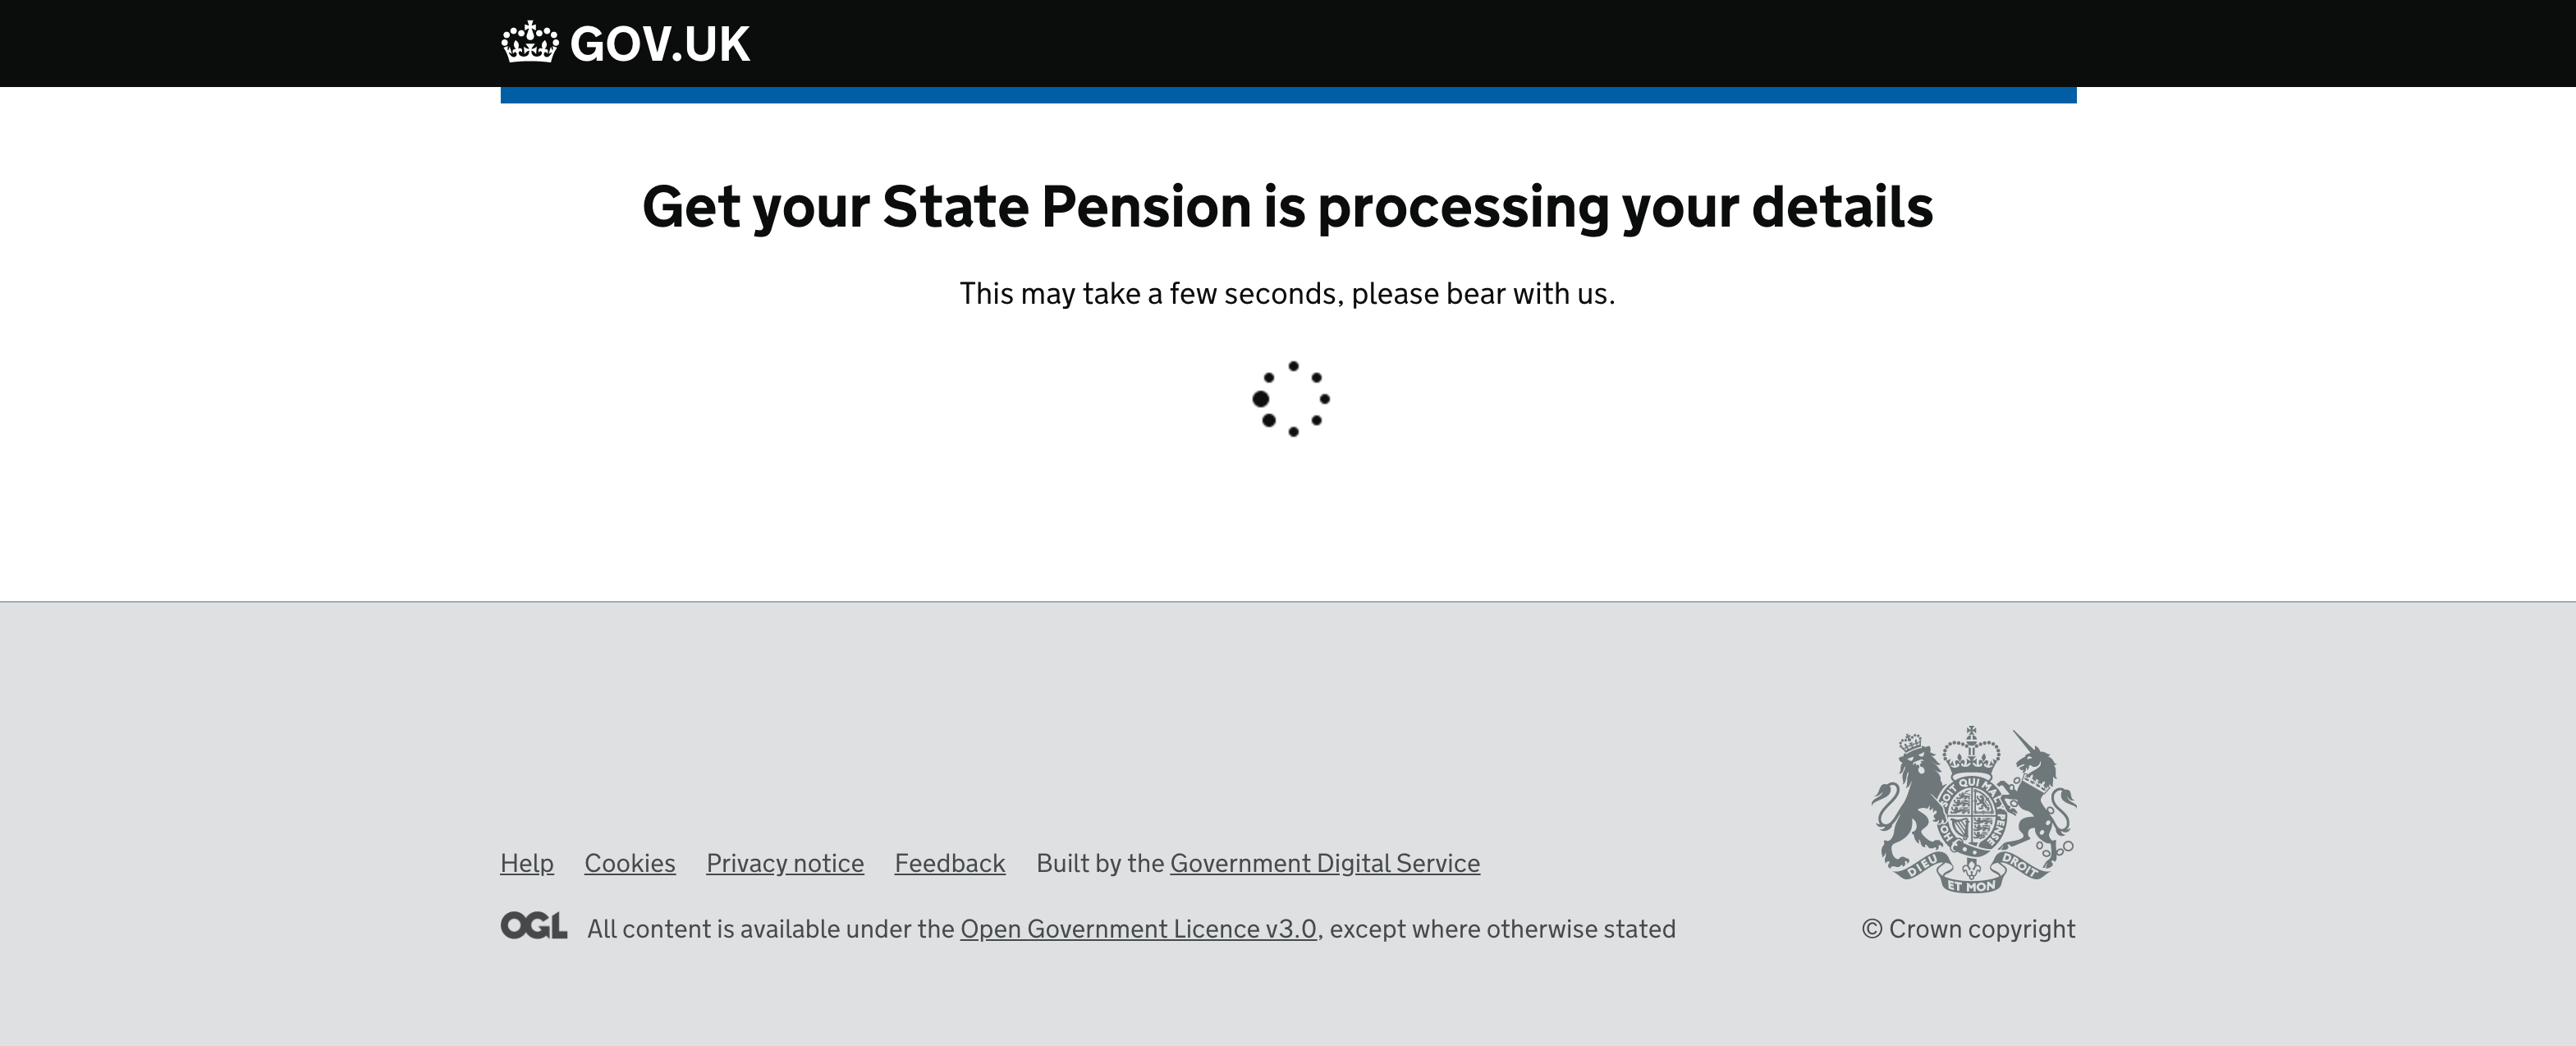 GOV.UK
Get your State Pension is processing your details
This may take a few seconds, please bear with us.
Help Cookies Privacy notice Feedback Built by the Government Digital Service
OGL All content is available under the Open Government Licence v3.0, except where otherwise stated
SOIT QUI MAL Y PENSE
DIEU ET MON DROIT
© Crown copyright